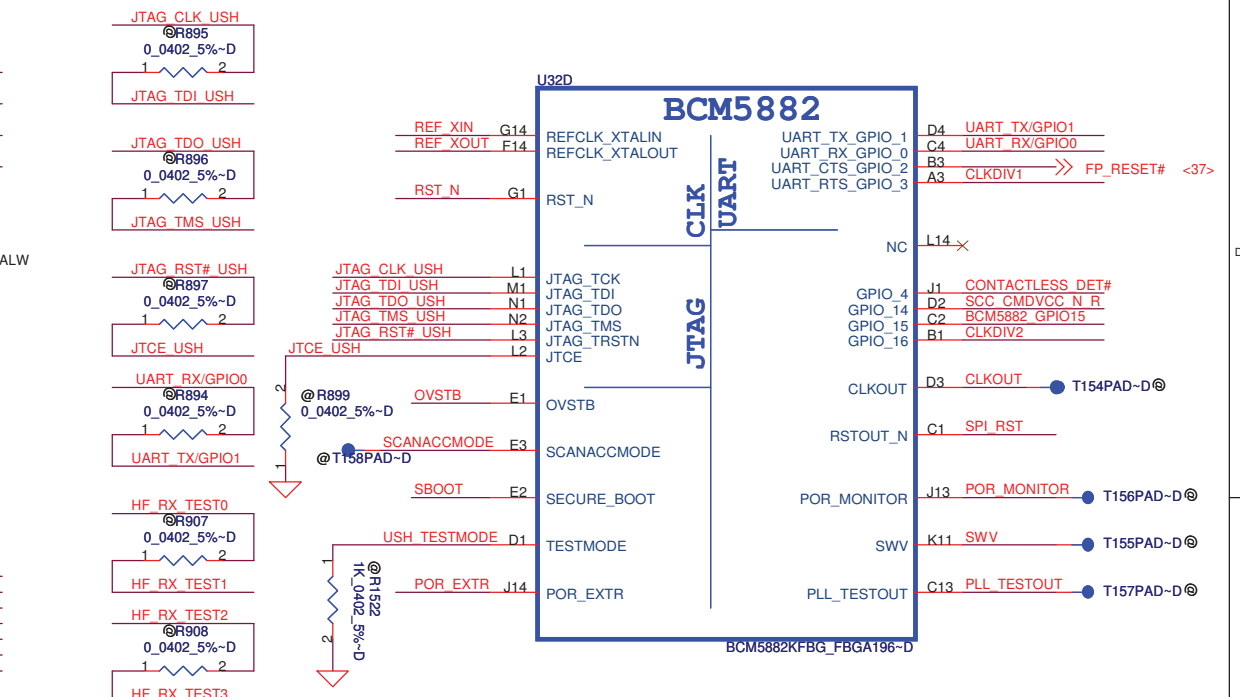 JTAG_CLK_USH
@R895
0_0402_5%~D
1 2
JTAG_TDI_USH
JTAG_TDO_USH
@R896
0_0402_5%~D
1 2
JTAG_TMS_USH
ALW
JTAG_RST#_USH
@R897
0_0402_5%~D
1 2
JTCE_USH
UART_RX/GPIO0
@R894
0_0402_5%~D
1 2
UART_TX/GPIO1
HF_RX_TEST0
@R907
0_0402_5%~D
1 2
HF_RX_TEST1
HF_RX_TEST2
@R908
0_0402_5%~D
1 2
HF_RX_TEST3
U32D
BCM5882
REF_XIN G14 REFCLK_XTALIN
REF_XOUT F14 REFCLK_XTALOUT
RST_N G1 RST_N
CLK
UART
JTAG_CLK_USH L1 JTAG_TCK
JTAG_TDI_USH M1 JTAG_TDI
JTAG_TDO_USH N1 JTAG_TDO
JTAG_TMS_USH N2 JTAG_TMS
JTAG_RST#_USH L3 JTAG_TRSTN
JTCE_USH L2 JTCE
JTAG
2
@R899
0_0402_5%~D
1
OVSTB E1 OVSTB
SCANACCMODE E3 SCANACCMODE
@T158PAD~D
SBOOT E2 SECURE_BOOT
USH_TESTMODE D1 TESTMODE
1
@R1522
1K_0402_5%~D
2
POR_EXTR J14 POR_EXTR
UART_TX_GPIO_1 D4 UART_TX/GPIO1
UART_RX_GPIO_0 C4 UART_RX/GPIO0
UART_CTS_GPIO_2 B3 FP_RESET# <37>
UART_RTS_GPIO_3 A3 CLKDIV1
NC L14
GPIO_4 J1 CONTACTLESS_DET#
GPIO_14 D2 SCC_CMDVCC_N_R
GPIO_15 C2 BCM5882_GPIO15
GPIO_16 B1 CLKDIV2
CLKOUT D3 CLKOUT T154PAD~D@
RSTOUT_N C1 SPI_RST
POR_MONITOR J13 POR_MONITOR T156PAD~D@
SWV K11 SWV T155PAD~D@
PLL_TESTOUT C13 PLL_TESTOUT T157PAD~D@
BCM5882KFBG_FBGA196~D